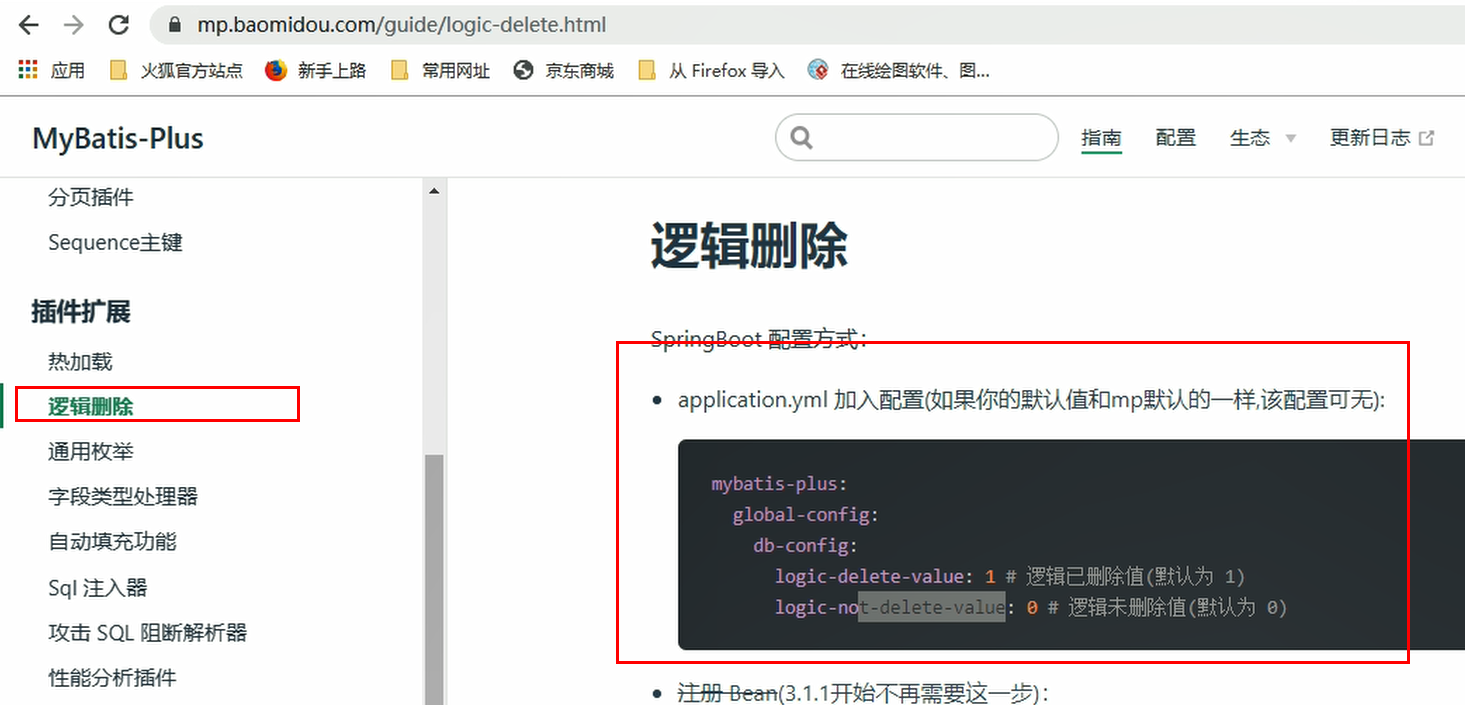 mp.baomidou.com/guide/logic-delete.html
应用 火狐官方站点 新手上路 常用网址 京东商城 从 Firefox 导入 在线绘图软件、图...
MyBatis-Plus
指南 配置 生态 更新日志
分页插件
Sequence主键
插件扩展
热加载
逻辑删除
通用枚举
字段类型处理器
自动填充功能
Sql 注入器
攻击 SQL 阻断解析器
性能分析插件
逻辑删除
SpringBoot 配置方式:
application.yml 加入配置(如果你的默认值和mp默认的一样,该配置可无):
mybatis-plus:
global-config:
db-config:
logic-delete-value: 1 # 逻辑已删除值(默认为 1)
logic-not-delete-value: 0 # 逻辑未删除值(默认为 0)
注册 Bean(3.1.1开始不再需要这一步):